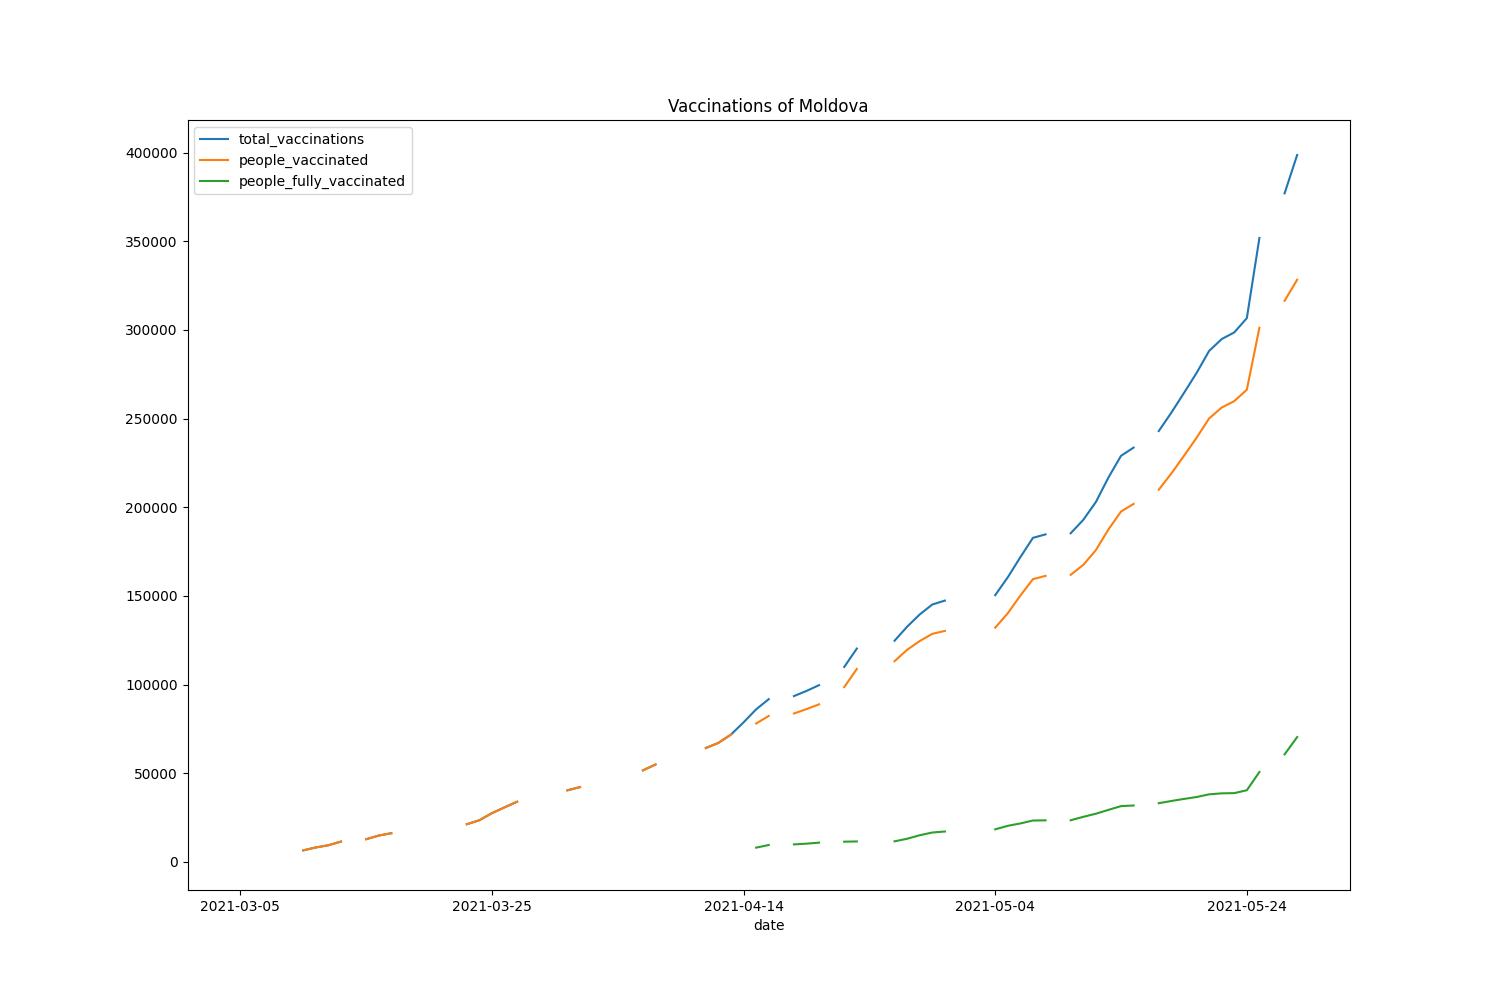 Vaccinations of Moldova
total_vaccinations
people_vaccinated
people_fully_vaccinated
400000
350000
300000
250000
200000
150000
100000
50000
0
2021-03-05 2021-03-25 2021-04-14 2021-05-04 2021-05-24
date